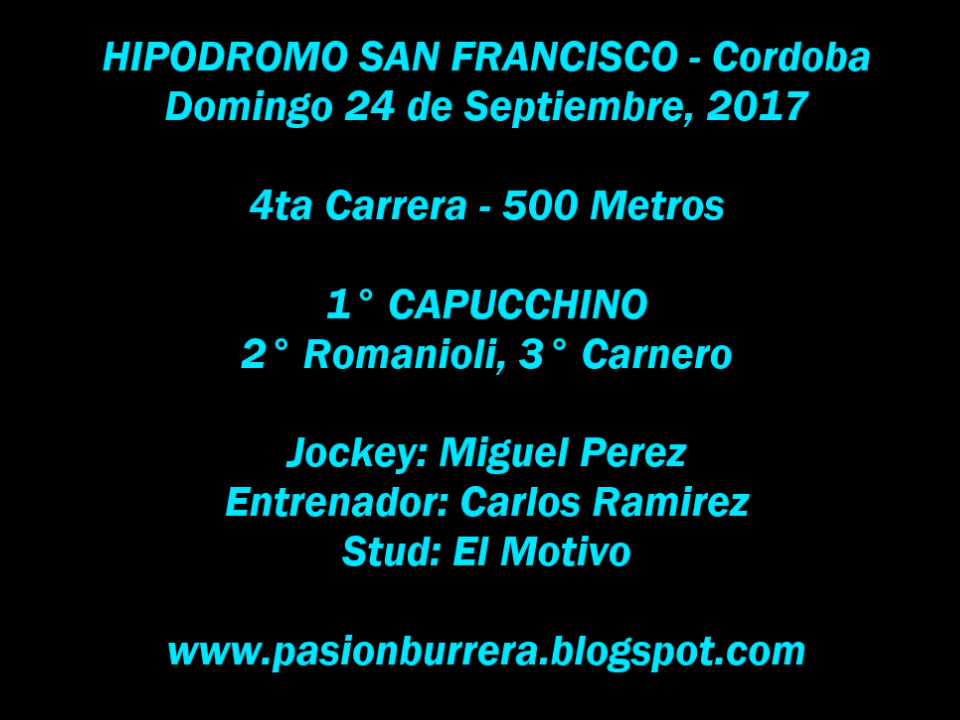 HIPODROMO SAN FRANCISCO - Cordoba
Domingo 24 de Septiembre, 2017
4ta Carrera - 500 Metros
1° CAPUCCHINO
2° Romanioli, 3° Carnero
Jockey: Miguel Perez
Entrenador: Carlos Ramirez
Stud: El Motivo
www.pasionburrera.blogspot.com